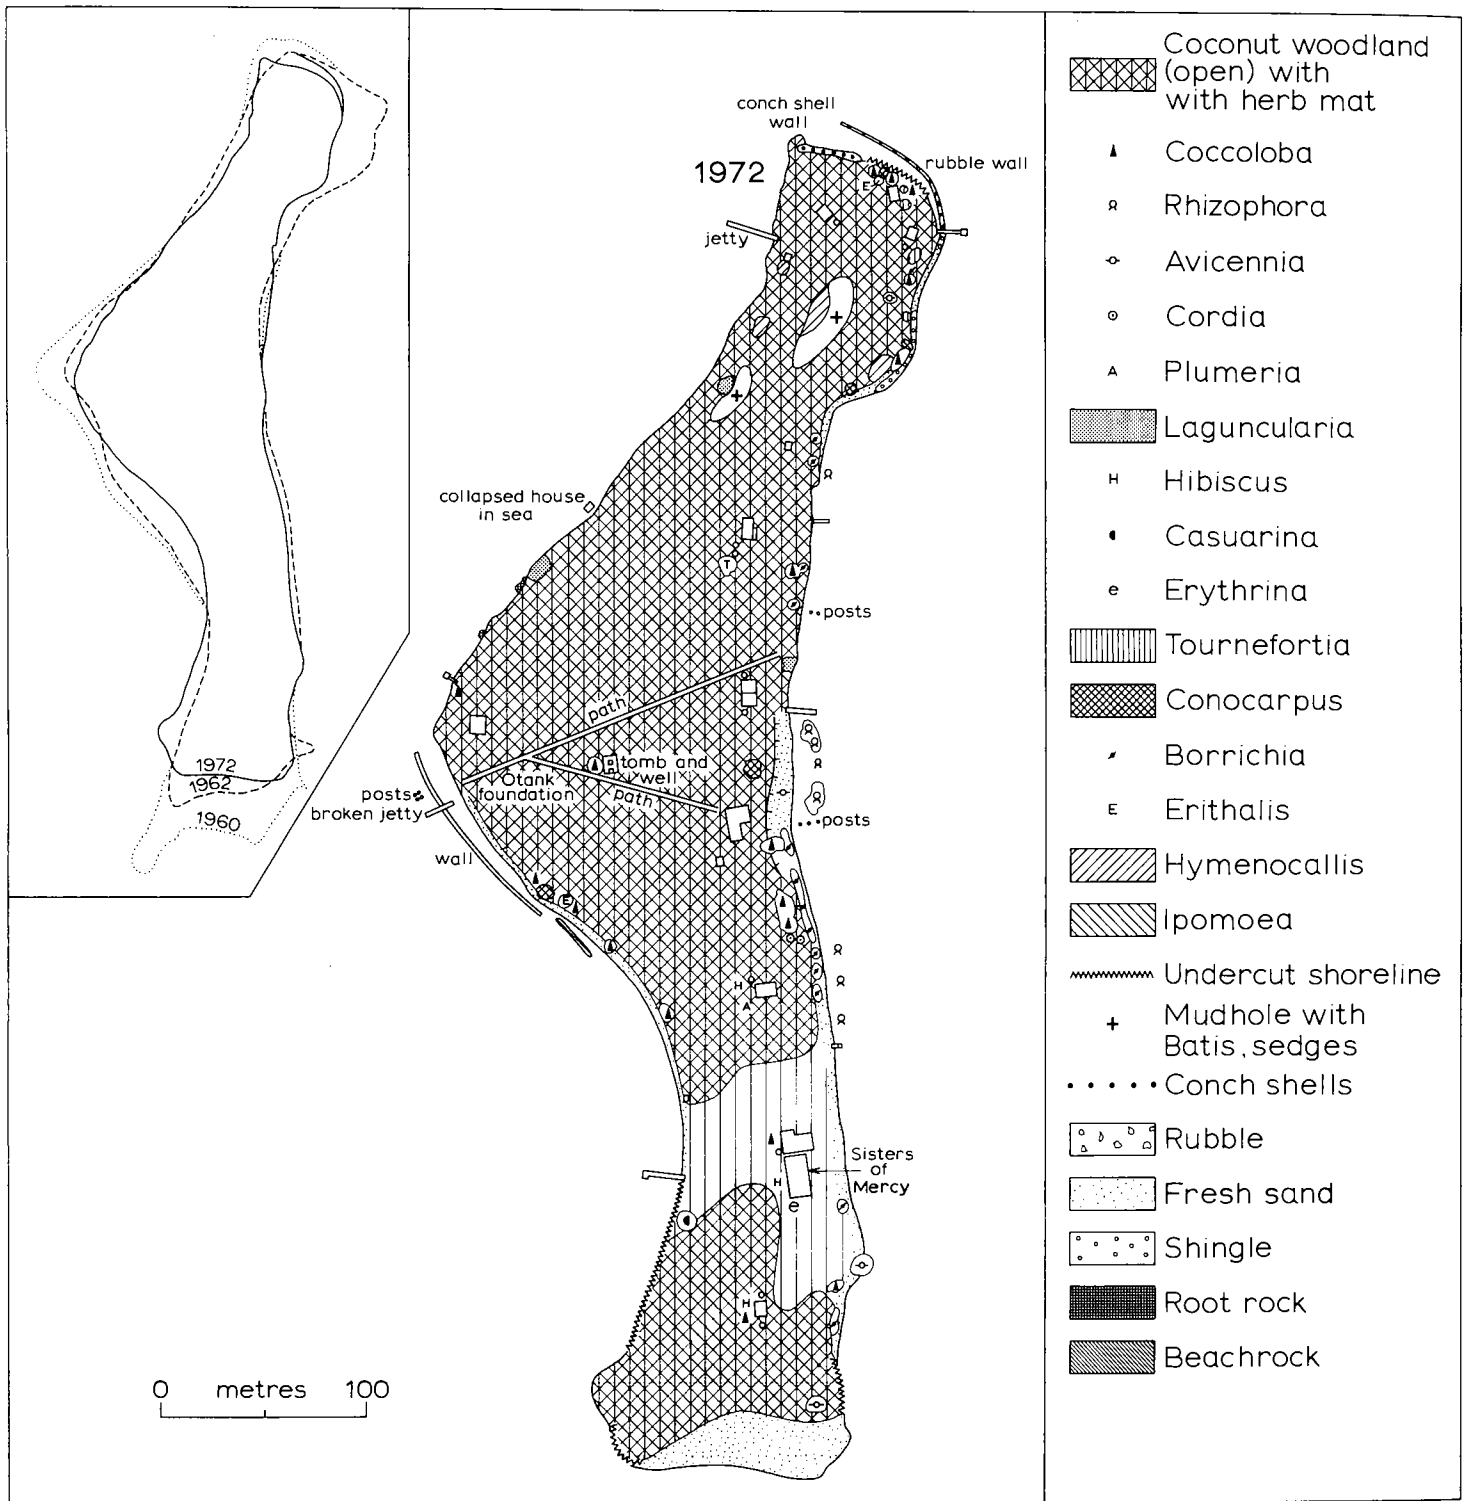 1972
1962
1960
conch shell
wall
1972
rubble wall
E
jetty
collapsed house
in sea
T
posts
path
tomb and
well
Otank
foundation
path
posts
broken jetty
posts
wall
E
H
A
Sisters
of
Mercy
H
e
H
0 metres 100
Coconut woodland
(open) with
with herb mat
Coccoloba
Rhizophora
Avicennia
Cordia
A Plumeria
Laguncularia
H Hibiscus
Casuarina
e Erythrina
Tournefortia
Conocarpus
Borrichia
E Erithalis
Hymenocallis
Ipomoea
Undercut shoreline
+ Mudhole with
Batis, sedges
Conch shells
Rubble
Fresh sand
Shingle
Root rock
Beachrock